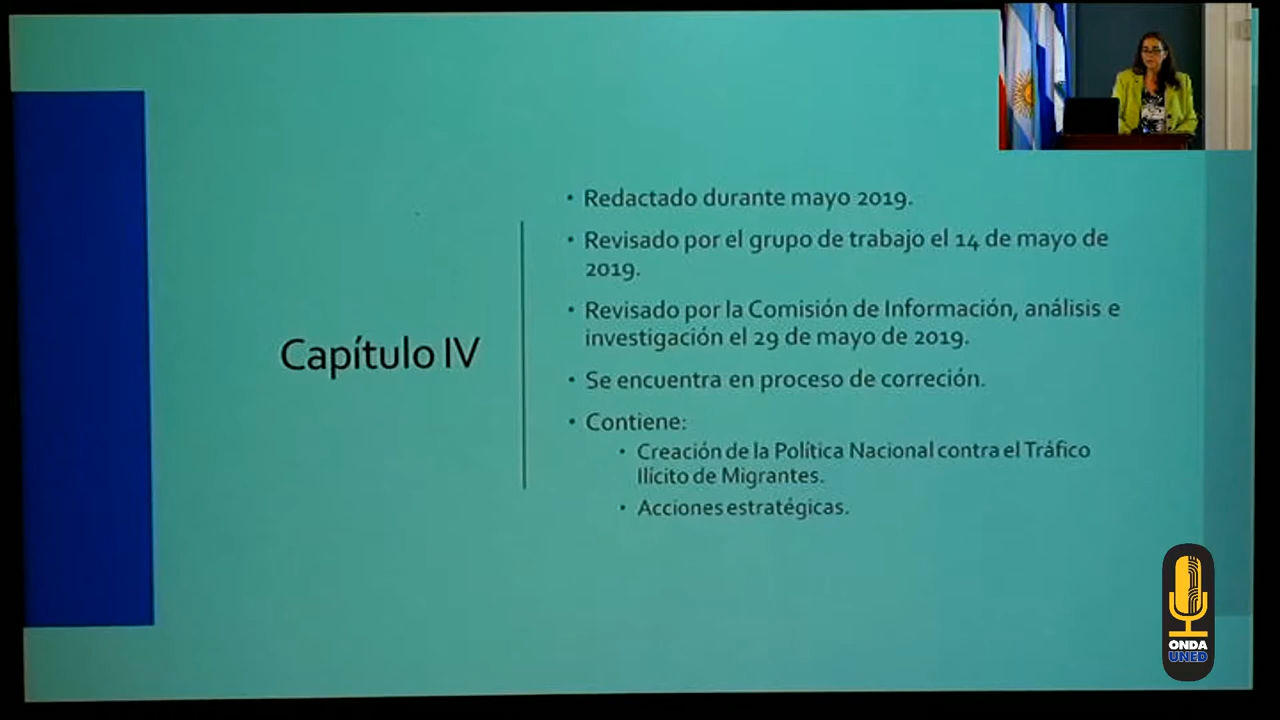 Capítulo IV
• Redactado durante mayo 2019.
• Revisado por el grupo de trabajo el 14 de mayo de
2019.
• Revisado por la Comisión de Información, análisis e
investigación el 29 de mayo de 2019.
• Se encuentra en proceso de correción.
• Contiene:
• Creación de la Política Nacional contra el Tráfico
Ilícito de Migrantes.
• Acciones estratégicas.
ONDA
UNED